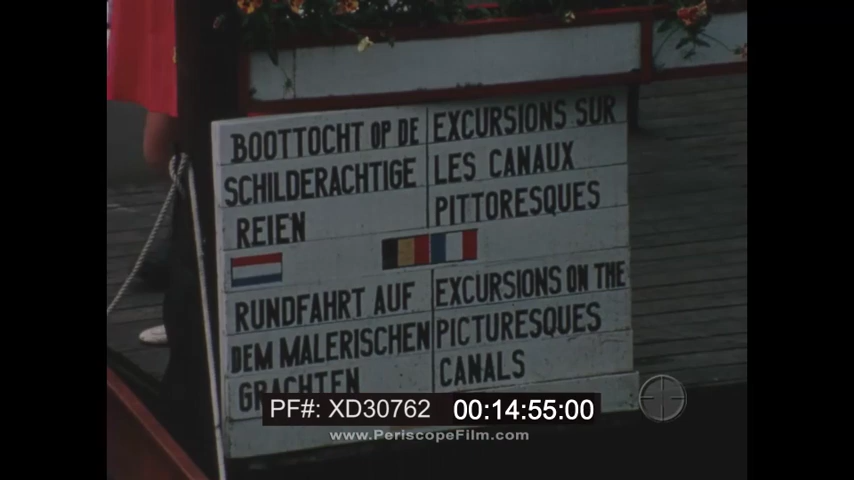 BOOTTOCHT OP DE
SCHILDERACHTIGE
REIEN
EXCURSIONS SUR
LES CANAUX
PITTORESQUES
RUNDFAHRT AUF
DEM MALERISCHEN
GRACHTEN
EXCURSIONS ON THE
PICTURESQUES
CANALS
PF#: XD30762 00:14:55:00
www.PeriscopeFilm.com